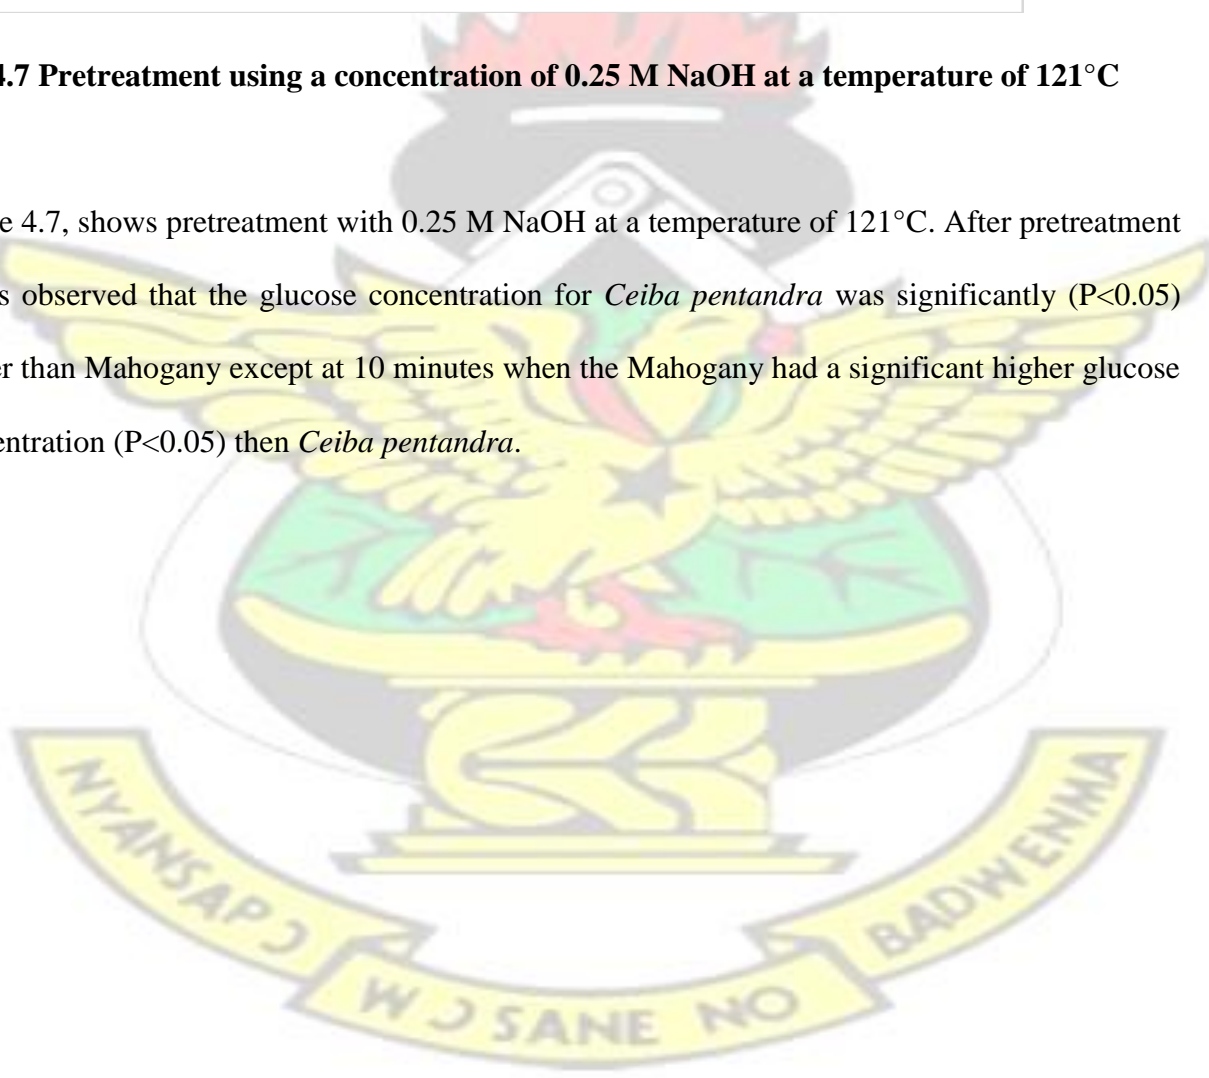 4.7 Pretreatment using a concentration of 0.25 M NaOH at a temperature of 121°C
e 4.7, shows pretreatment with 0.25 M NaOH at a temperature of 121°C. After pretreatment
s observed that the glucose concentration for Ceiba pentandra was significantly (P<0.05)
er than Mahogany except at 10 minutes when the Mahogany had a significant higher glucose
entration (P<0.05) then Ceiba pentandra.
NYANSAPƆ
WƆSANE NO
BADWENMA